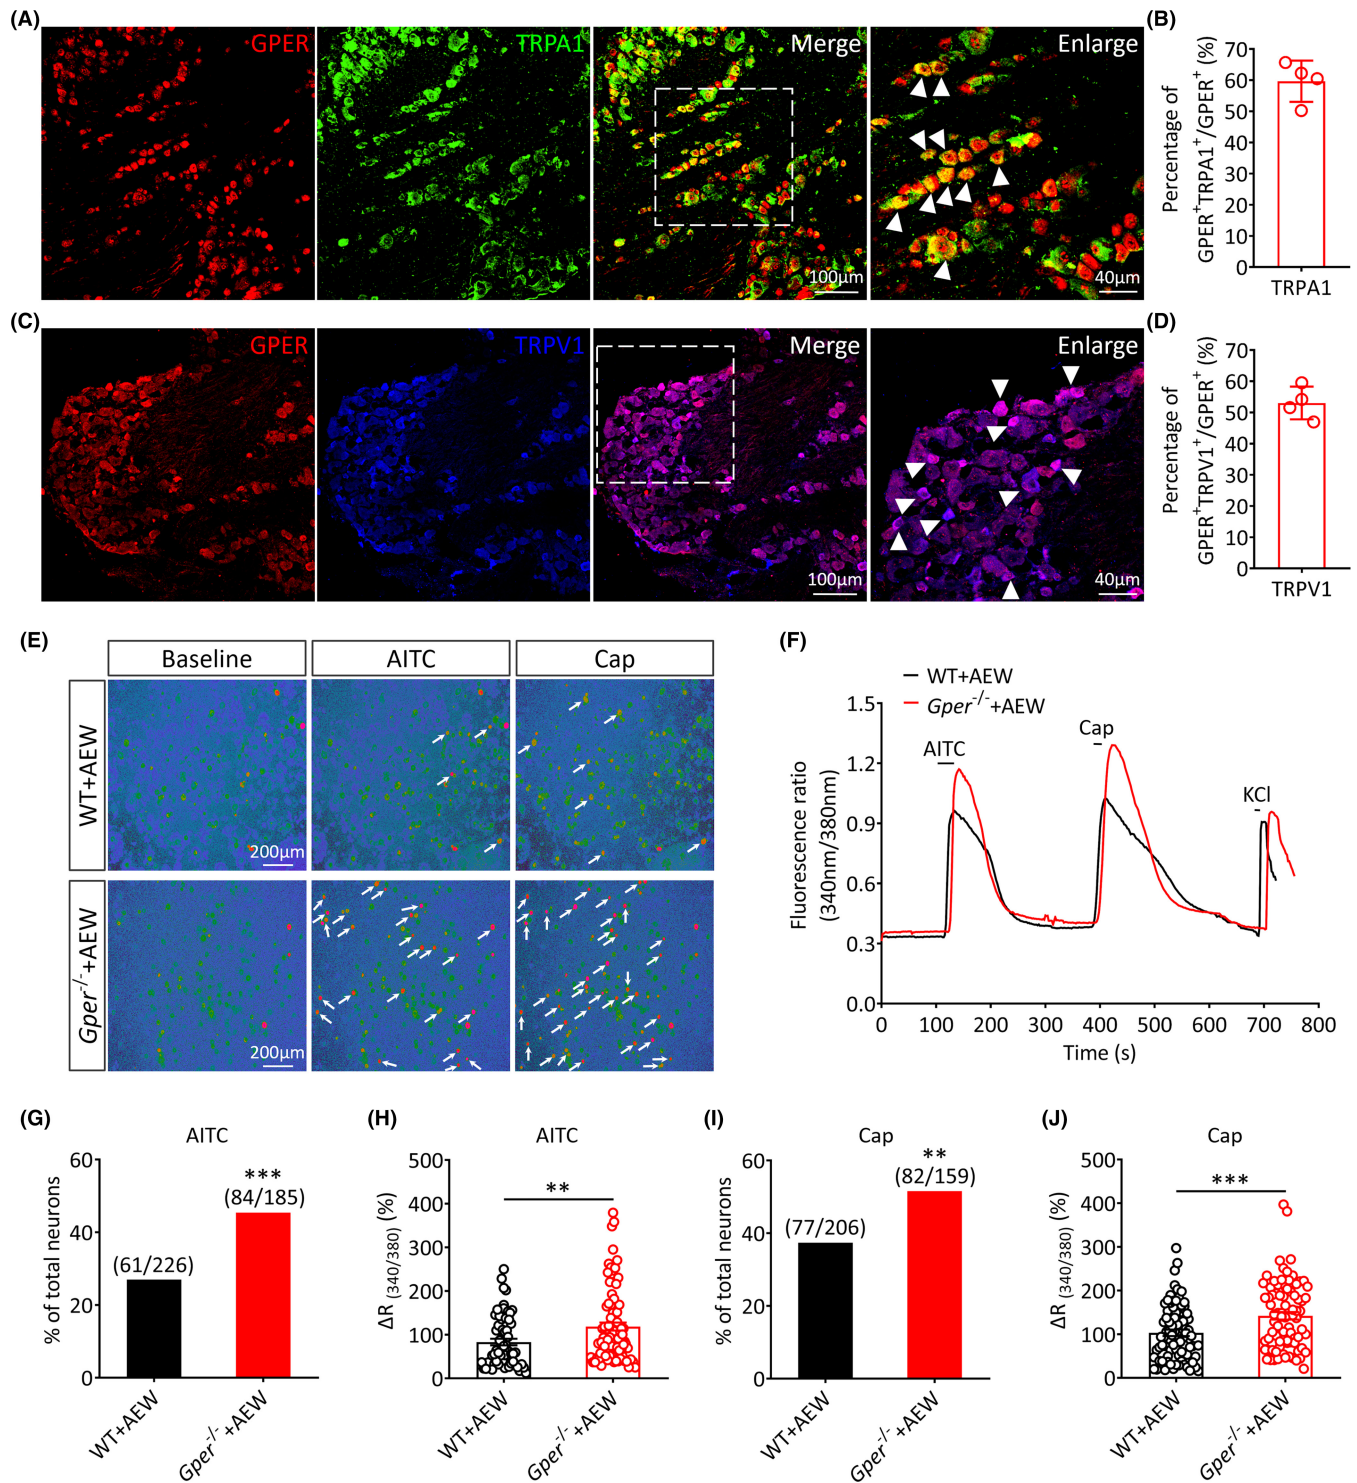 (A)
GPER
TRPA1
Merge
100μm
Enlarge
40μm
(B)
Percentage of
GPER⁺TRPA1⁺/GPER⁺ (%)
70
60
50
40
30
20
10
0
TRPA1
(C)
GPER
TRPV1
Merge
100μm
Enlarge
40μm
(D)
Percentage of
GPER⁺TRPV1⁺/GPER⁺ (%)
70
60
50
40
30
20
10
0
TRPV1
(E)
Baseline
AITC
Cap
WT+AEW
200μm
Gper⁻/⁻+AEW
200μm
(F)
WT+AEW
Gper⁻/⁻+AEW
Fluorescence ratio
(340nm/380nm)
1.5
1.2
0.9
0.6
0.3
0.0
AITC
Cap
KCl
0 100 200 300 400 500 600 700 800
Time (s)
(G)
AITC
% of total neurons
60
40
20
0
(61/226)
***
(84/185)
WT+AEW
Gper⁻/⁻+AEW
(H)
AITC
ΔR (340/380) (%)
500
400
300
200
100
0
**
WT+AEW
Gper⁻/⁻+AEW
(I)
Cap
% of total neurons
60
40
20
0
(77/206)
**
(82/159)
WT+AEW
Gper⁻/⁻+AEW
(J)
Cap
ΔR (340/380) (%)
500
400
300
200
100
0
***
WT+AEW
Gper⁻/⁻+AEW